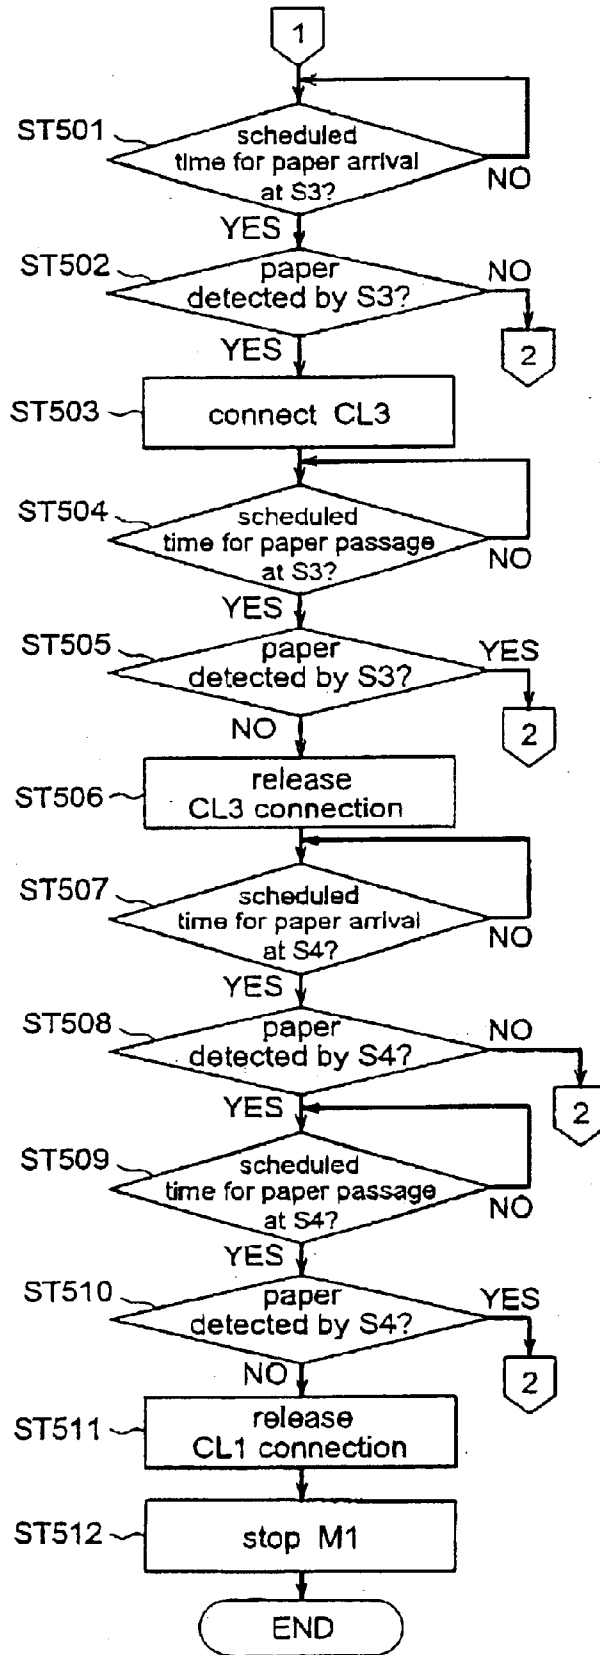 1
ST501
scheduled
time for paper arrival
at S3?
NO
YES
ST502
paper
detected by S3?
NO
2
YES
ST503
connect CL3
ST504
scheduled
time for paper passage
at S3?
NO
YES
ST505
paper
detected by S3?
YES
2
NO
ST506
release
CL3 connection
ST507
scheduled
time for paper arrival
at S4?
NO
YES
ST508
paper
detected by S4?
NO
2
YES
ST509
scheduled
time for paper passage
at S4?
NO
YES
ST510
paper
detected by S4?
YES
2
NO
ST511
release
CL1 connection
ST512
stop M1
END